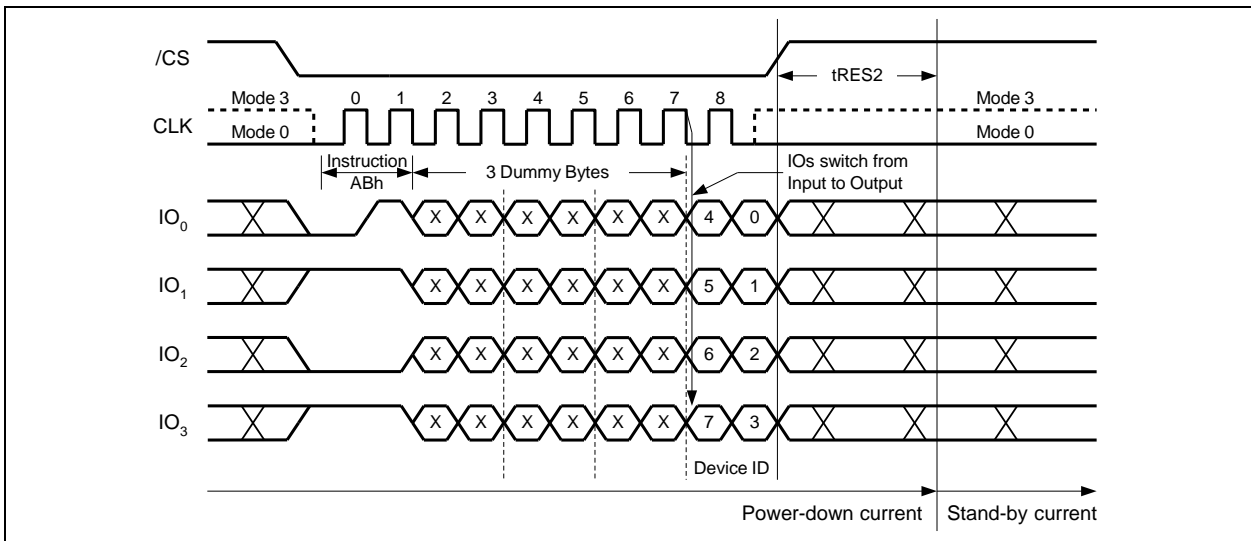 /CS
tRES2
Mode 3 0 1 2 3 4 5 6 7 8 Mode 3
CLK
Mode 0 Mode 0
Instruction
ABh
3 Dummy Bytes
IOs switch from
Input to Output
IO0 X X X X X X 4 0
IO1 X X X X X X 5 1
IO2 X X X X X X 6 2
IO3 X X X X X X 7 3
Device ID
Power-down current Stand-by current